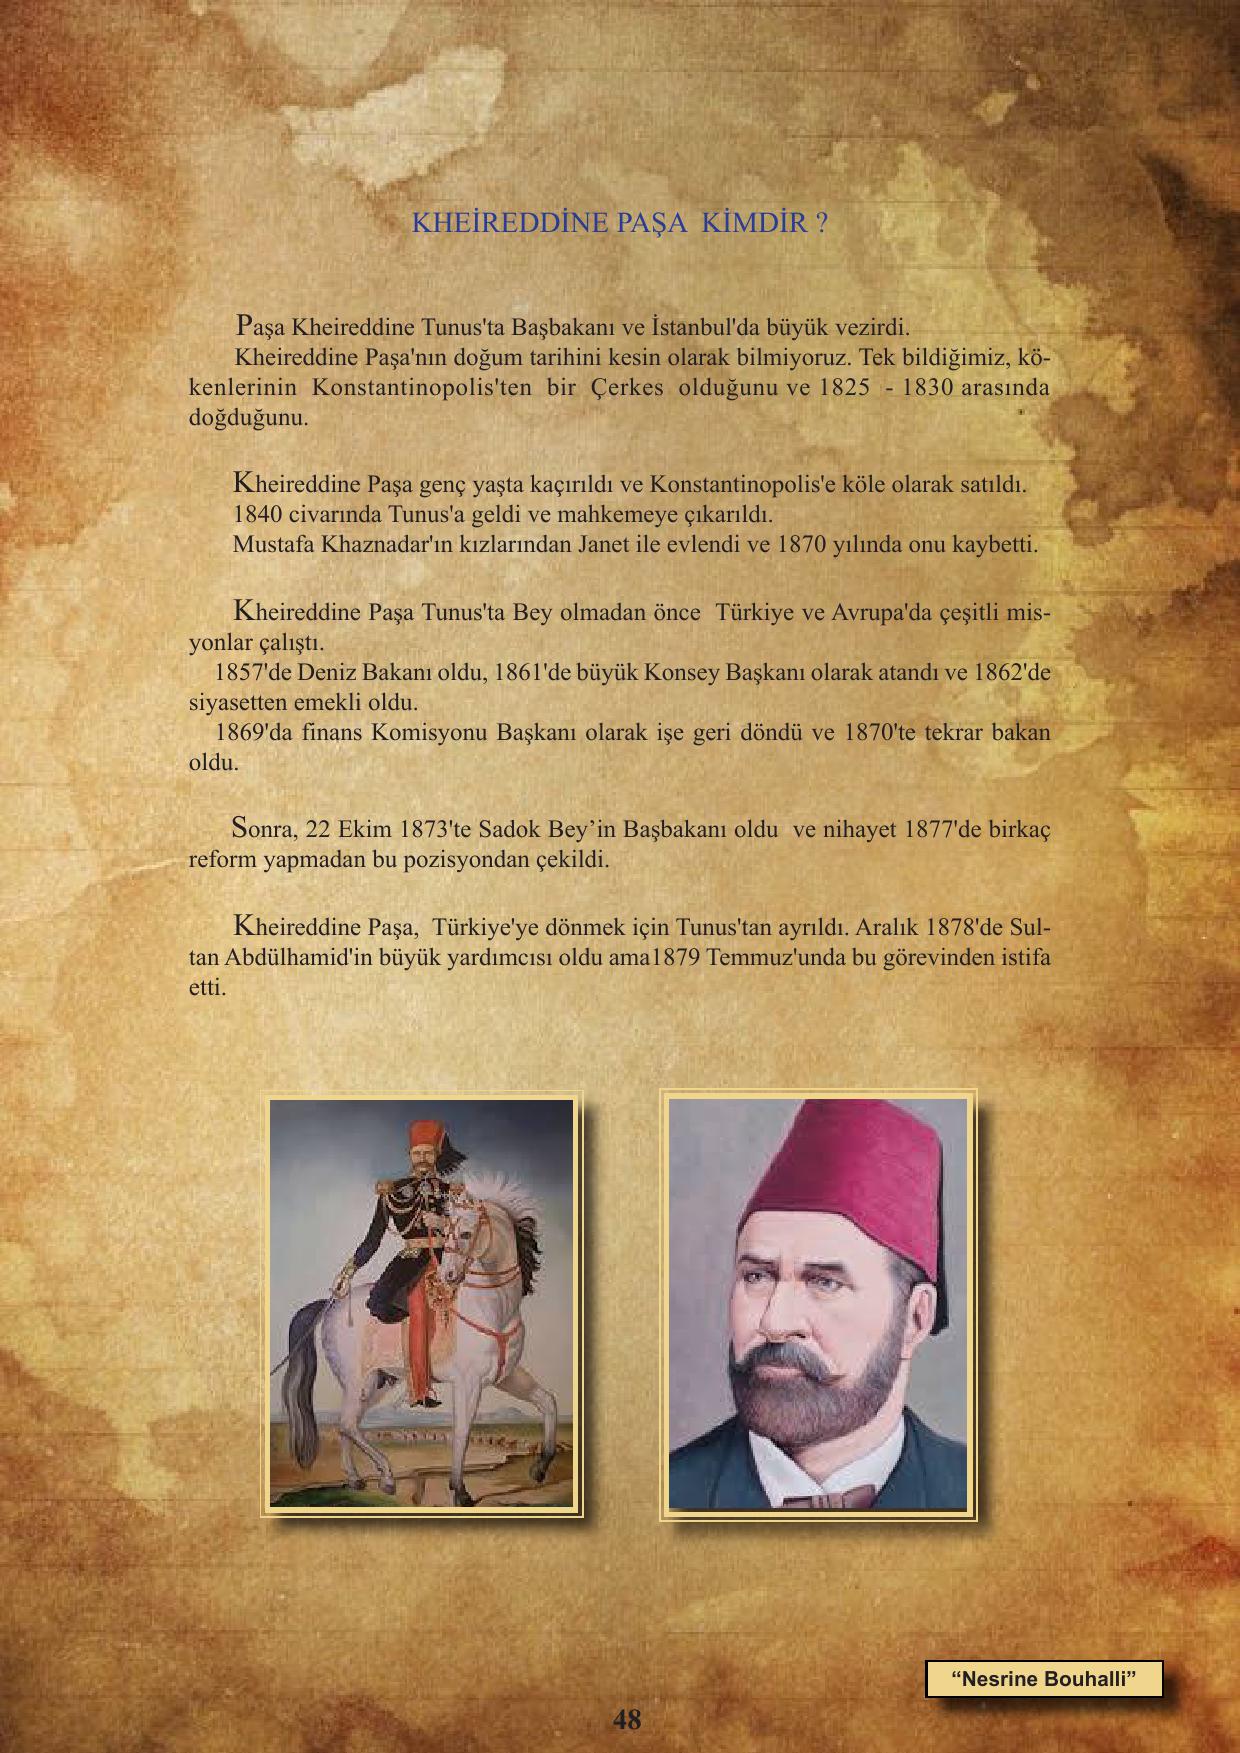 KHEİREDDİNE PAŞA KİMDİR ?
Paşa Kheireddine Tunus'ta Başbakanı ve İstanbul'da büyük vezirdi.
Kheireddine Paşa'nın doğum tarihini kesin olarak bilmiyoruz. Tek bildiğimiz, kö-
kenlerinin Konstantinopolis'ten bir Çerkes olduğunu ve 1825 - 1830 arasında
doğduğunu.
Kheireddine Paşa genç yaşta kaçırıldı ve Konstantinopolis'e köle olarak satıldı.
1840 civarında Tunus'a geldi ve mahkemeye çıkarıldı.
Mustafa Khaznadar'ın kızlarından Janet ile evlendi ve 1870 yılında onu kaybetti.
Kheireddine Paşa Tunus'ta Bey olmadan önce Türkiye ve Avrupa'da çeşitli mis-
yonlar çalıştı.
1857'de Deniz Bakanı oldu, 1861'de büyük Konsey Başkanı olarak atandı ve 1862'de
siyasetten emekli oldu.
1869'da finans Komisyonu Başkanı olarak işe geri döndü ve 1870'te tekrar bakan
oldu.
Sonra, 22 Ekim 1873'te Sadok Bey’in Başbakanı oldu ve nihayet 1877'de birkaç
reform yapmadan bu pozisyondan çekildi.
Kheireddine Paşa, Türkiye'ye dönmek için Tunus'tan ayrıldı. Aralık 1878'de Sul-
tan Abdülhamid'in büyük yardımcısı oldu ama1879 Temmuz'unda bu görevinden istifa
etti.
“Nesrine Bouhalli”
48